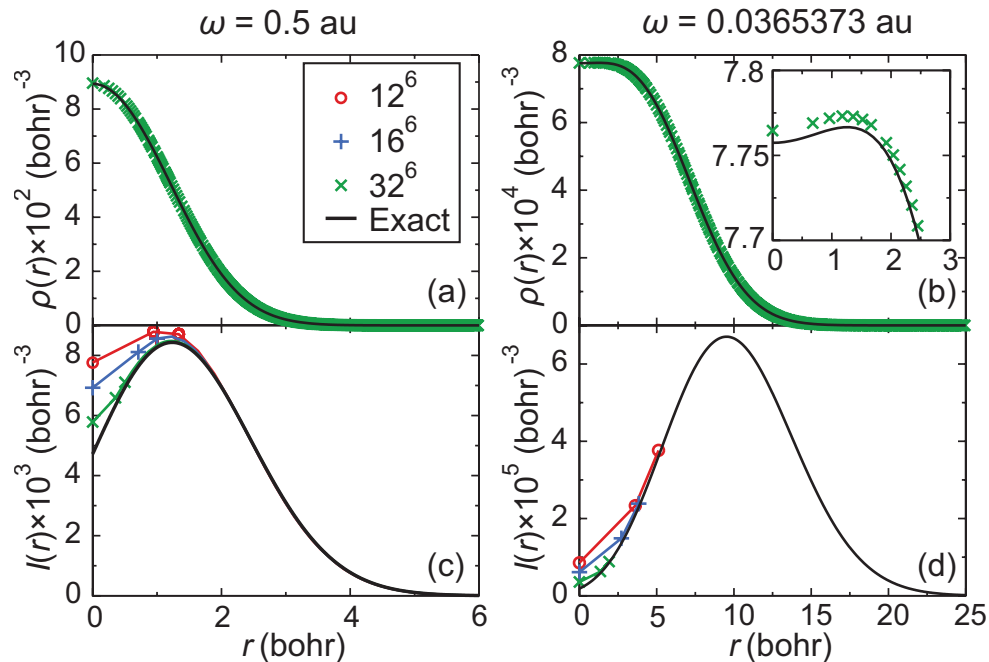 ω = 0.5 au
ω = 0.0365373 au
ρ(r)×10² (bohr)⁻³
10
8
6
4
2
0
12⁶
16⁶
32⁶
Exact
(a)
ρ(r)×10⁴ (bohr)⁻³
8
6
4
2
0
7.8
7.75
7.7
0 1 2 3
(b)
I(r)×10³ (bohr)⁻³
8
6
4
2
0
(c)
0 2 4 6
r (bohr)
I(r)×10⁵ (bohr)⁻³
6
4
2
0
(d)
0 5 10 15 20 25
r (bohr)